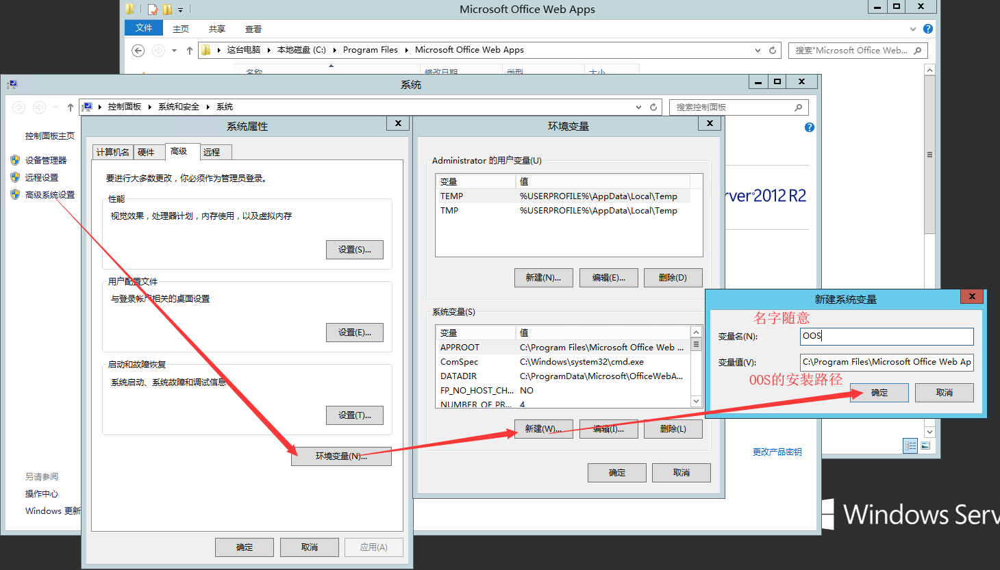 Microsoft Office Web Apps
文件
主页
共享
查看
这台电脑
本地磁盘 (C:)
Program Files
Microsoft Office Web Apps
搜索"Microsoft Office Web...
名称
修改日期
类型
大小
系统
控制面板
系统和安全
系统
搜索控制面板
控制面板主页
设备管理器
远程设置
高级系统设置
另请参阅
操作中心
Windows 更新
系统属性
计算机名
硬件
高级
远程
要进行大多数更改，你必须作为管理员登录。
性能
视觉效果，处理器计划，内存使用，以及虚拟内存
设置(S)...
用户配置文件
与登录帐户相关的桌面设置
设置(E)...
启动和故障恢复
系统启动、系统故障和调试信息
设置(T)...
环境变量(N)...
确定
取消
应用(A)
环境变量
Administrator 的用户变量(U)
变量
值
TEMP
%USERPROFILE%\AppData\Local\Temp
TMP
%USERPROFILE%\AppData\Local\Temp
新建(N)...
编辑(E)...
删除(D)
系统变量(S)
变量
值
APPROOT
C:\Program Files\Microsoft Office Web ...
ComSpec
C:\Windows\system32\cmd.exe
DATADIR
C:\ProgramData\Microsoft\OfficeWebA...
FP_NO_HOST_CH...
NO
NUMBER_OF_PR...
4
新建(W)...
编辑(I)...
删除(L)
确定
取消
rver 2012 R2
新建系统变量
名字随意
变量名(N):
OOS
变量值(V):
C:\Program Files\Microsoft Office Web Ap
OOS的安装路径
确定
取消
更改产品密钥
Windows Serv